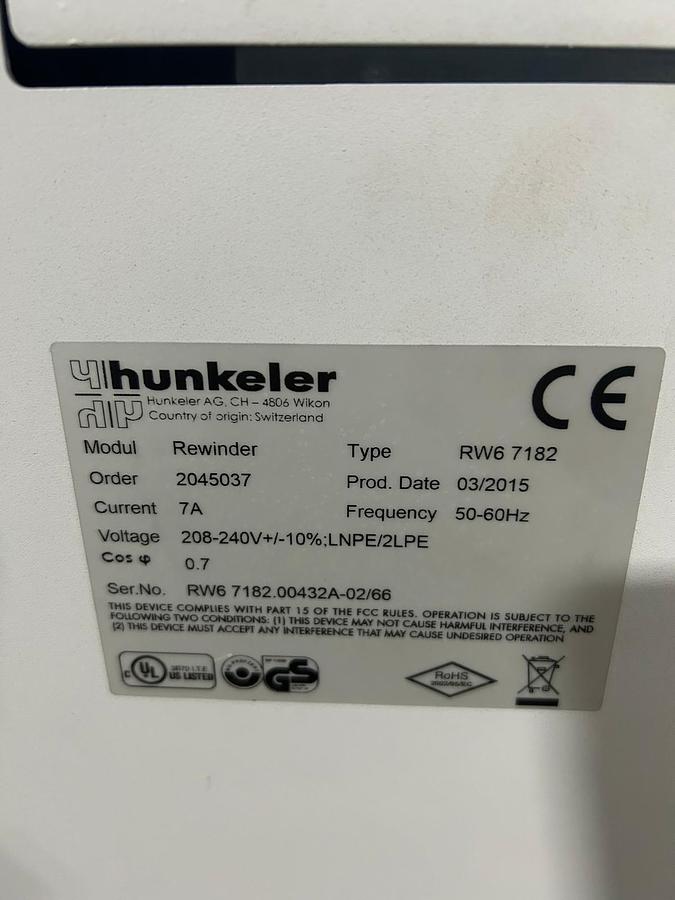 hunkeler
Hunkeler AG, CH – 4806 Wikon
Country of origin: Switzerland
CE
Modul Rewinder Type RW6 7182
Order 2045037 Prod. Date 03/2015
Current 7A Frequency 50-60Hz
Voltage 208-240V+/-10%;LNPE/2LPE
Cos φ 0.7
Ser.No. RW6 7182.00432A-02/66
THIS DEVICE COMPLIES WITH PART 15 OF THE FCC RULES. OPERATION IS SUBJECT TO THE
FOLLOWING TWO CONDITIONS: (1) THIS DEVICE MAY NOT CAUSE HARMFUL INTERFERENCE, AND
(2) THIS DEVICE MUST ACCEPT ANY INTERFERENCE THAT MAY CAUSE UNDESIRED OPERATION
c UL I.T.E
US LISTED
GS
RoHS
2002/95/EC